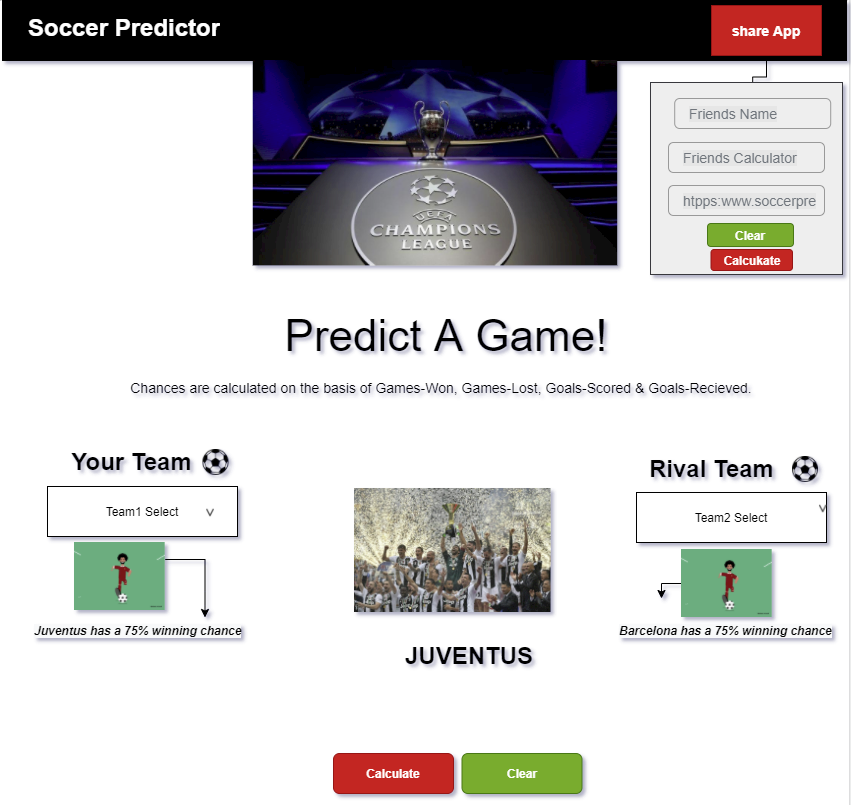 Soccer Predictor
share App
Friends Name
Friends Calculator
htpps:www.soccerpre
Clear
Calcukate
UEFA
CHAMPIONS
LEAGUE
Predict A Game!
Chances are calculated on the basis of Games-Won, Games-Lost, Goals-Scored & Goals-Recieved.
Your Team
Team1 Select
Juventus has a 75% winning chance
JUVENTUS
Rival Team
Team2 Select
Barcelona has a 75% winning chance
Calculate
Clear